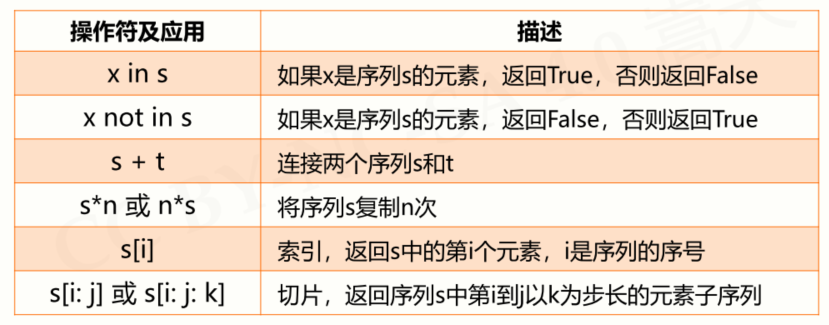 操作符及应用 描述
x in s 如果x是序列s的元素，返回True，否则返回False
x not in s 如果x是序列s的元素，返回False，否则返回True
s + t 连接两个序列s和t
s*n 或 n*s 将序列s复制n次
s[i] 索引，返回s中的第i个元素，i是序列的序号
s[i: j] 或 s[i: j: k] 切片，返回序列s中第i到j以k为步长的元素子序列